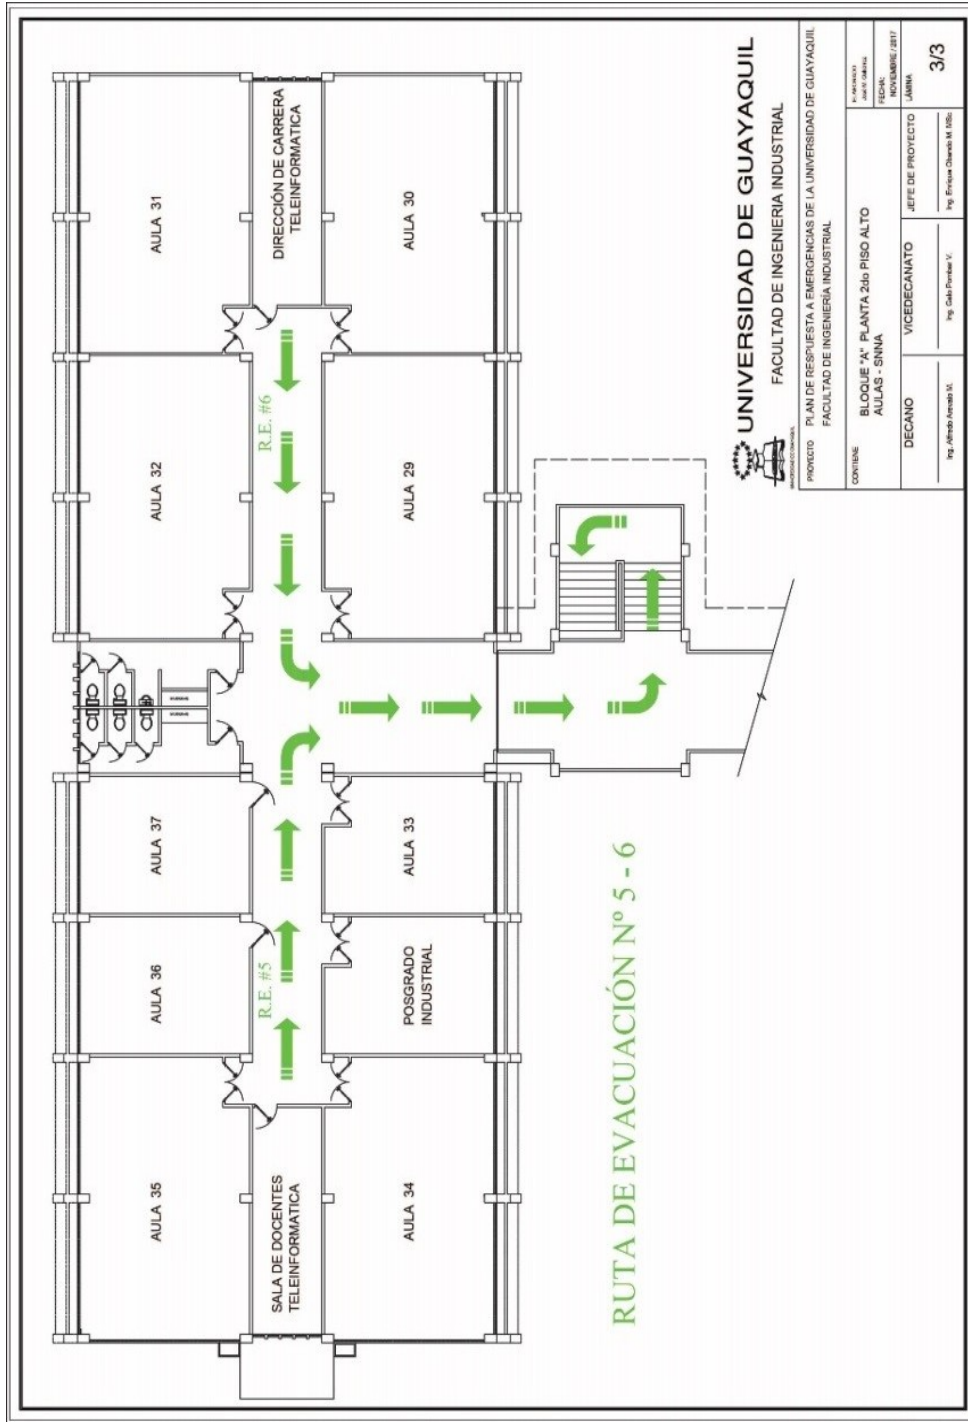 AULA 35
AULA 36
AULA 37
AULA 32
AULA 31
SALA DE DOCENTES
TELEINFORMATICA
R.E. #5
R.E. #6
DIRECCIÓN DE CARRERA
TELEINFORMATICA
AULA 34
POSGRADO
INDUSTRIAL
AULA 33
AULA 29
AULA 30
RUTA DE EVACUACIÓN Nº 5 - 6
UNIVERSIDAD DE GUAYAQUIL
FACULTAD DE INGENIERIA INDUSTRIAL
PROYECTO
PLAN DE RESPUESTA A EMERGENCIAS DE LA UNIVERSIDAD DE GUAYAQUIL
FACULTAD DE INGENIERÍA INDUSTRIAL
CONTIENE
BLOQUE "A" PLANTA 2do PISO ALTO
AULAS - SNNA
FECHA:
NOVIEMBRE / 2017
DECANO
VICEDECANATO
JEFE DE PROYECTO
LÁMINA
3/3
Ing. Alfredo Arevalo M.
Ing. Galo
Ing. Enrique Obando M. MSc